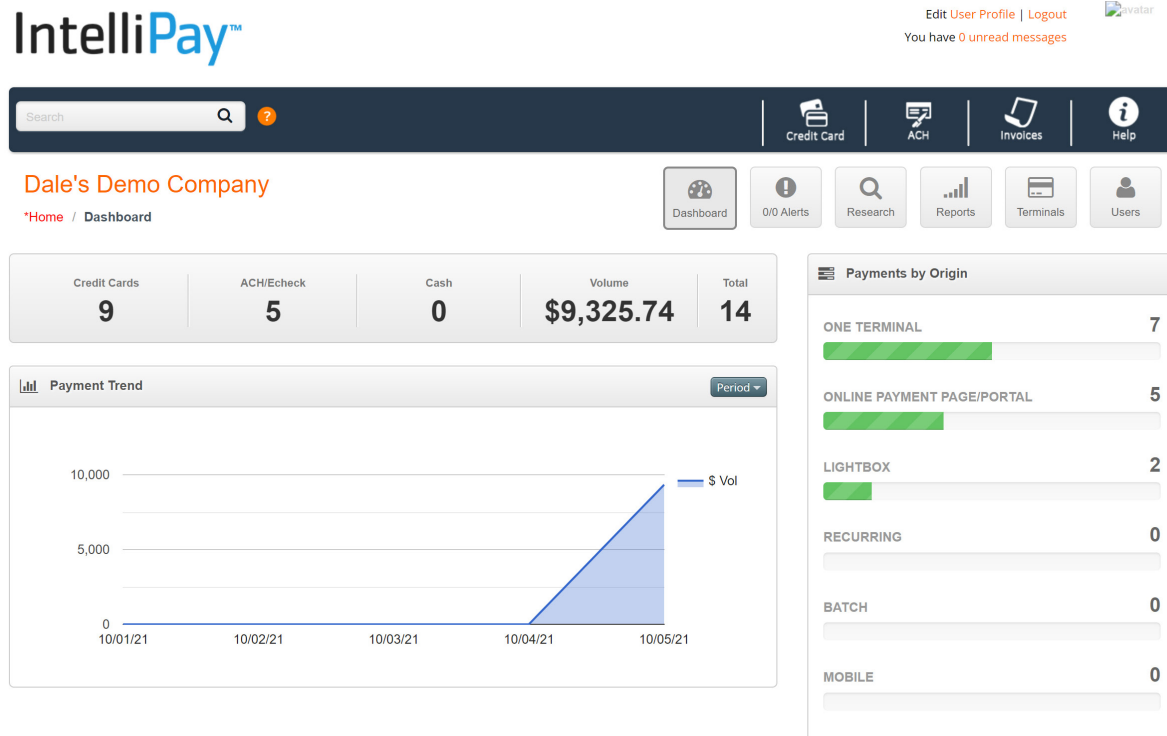 IntelliPay™
Edit User Profile | Logout
You have 0 unread messages
avatar
Search
?
Credit Card
ACH
Invoices
Help
Dale's Demo Company
*Home / Dashboard
Dashboard
0/0 Alerts
Research
Reports
Terminals
Users
Credit Cards
9
ACH/Echeck
5
Cash
0
Volume
$9,325.74
Total
14
Payment Trend
Period
10,000
5,000
0
$ Vol
10/01/21
10/02/21
10/03/21
10/04/21
10/05/21
Payments by Origin
ONE TERMINAL 7
ONLINE PAYMENT PAGE/PORTAL 5
LIGHTBOX 2
RECURRING 0
BATCH 0
MOBILE 0